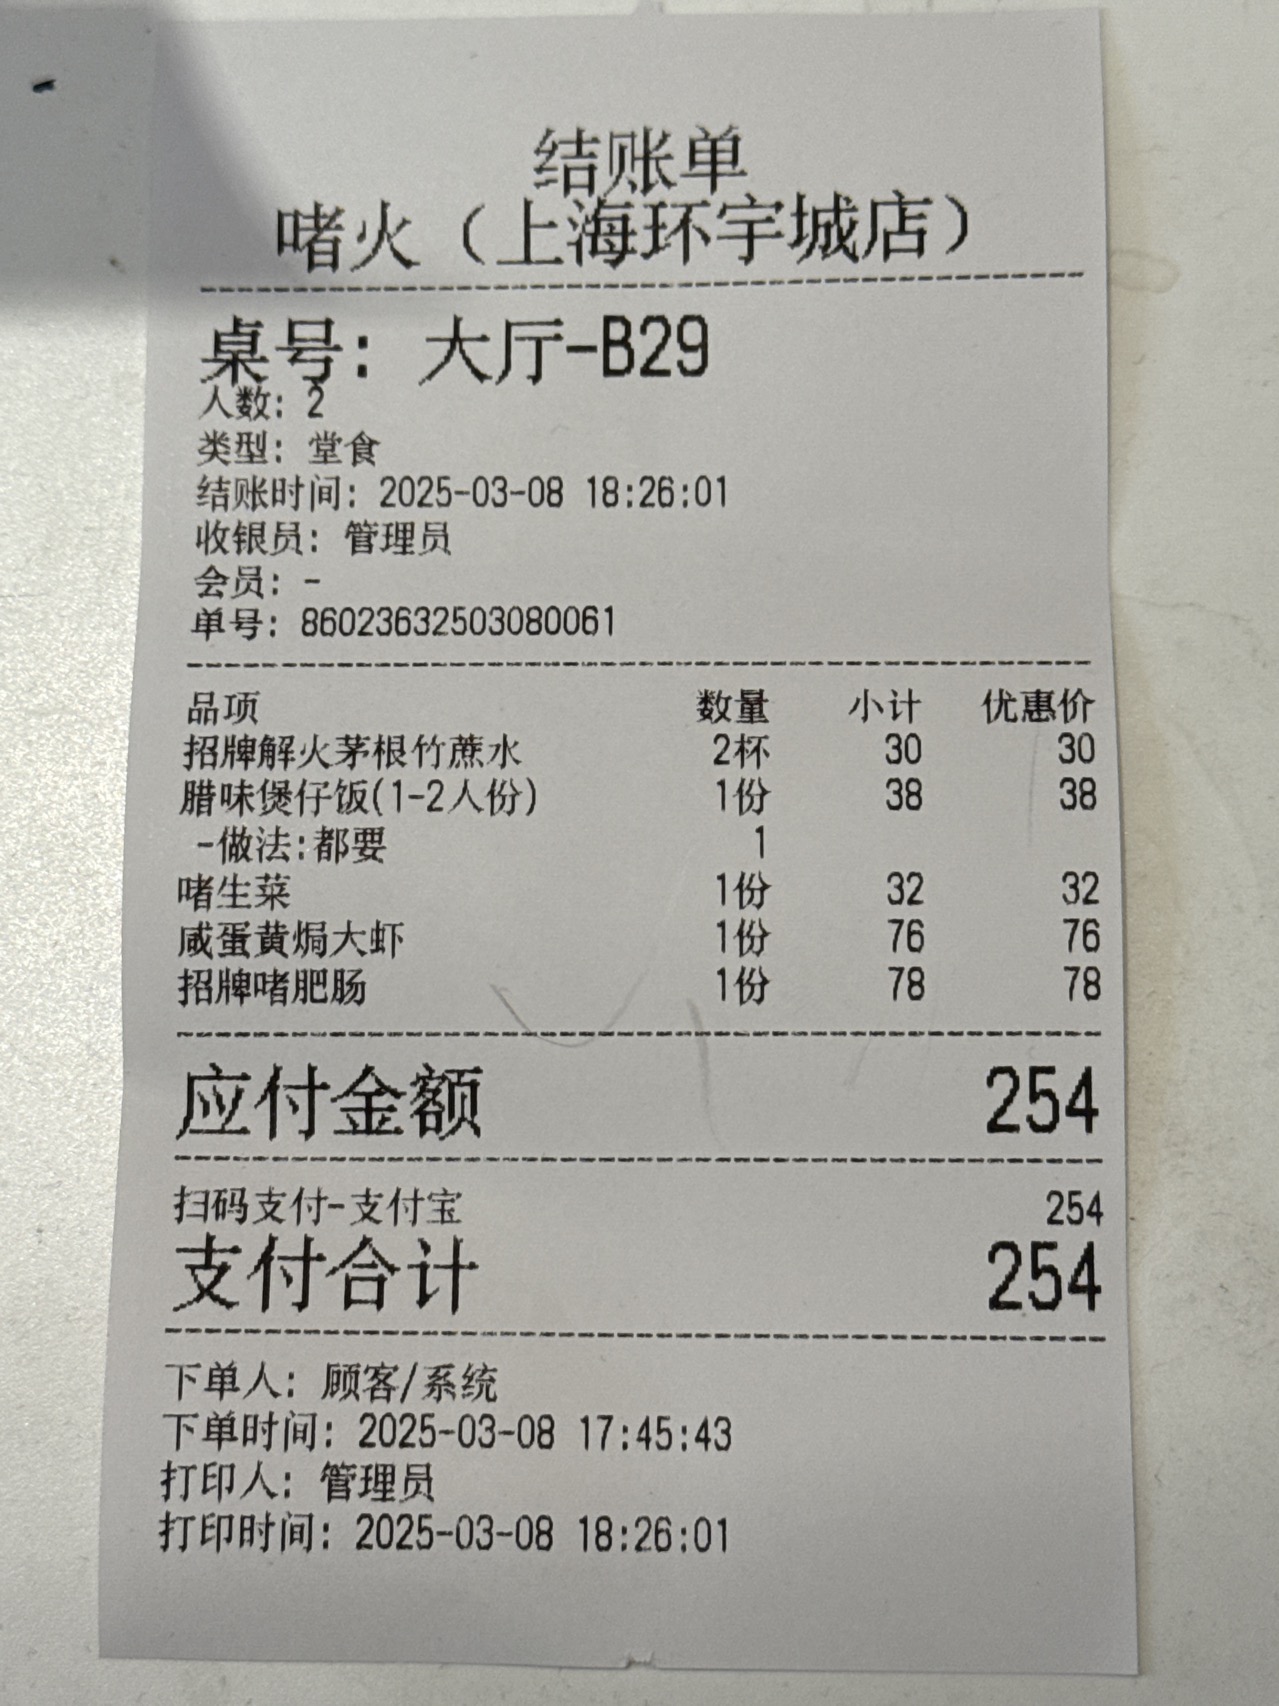 结账单
啫火（上海环宇城店）
桌号：大厅-B29
人数：2
类型：堂食
结账时间：2025-03-08 18:26:01
收银员：管理员
会员：-
单号：86023632503080061
品项 数量 小计 优惠价
招牌解火茅根竹蔗水 2杯 30 30
腊味煲仔饭(1-2人份) 1份 38 38
-做法:都要 1
啫生菜 1份 32 32
咸蛋黄焗大虾 1份 76 76
招牌啫肥肠 1份 78 78
应付金额 254
扫码支付-支付宝 254
支付合计 254
下单人：顾客/系统
下单时间：2025-03-08 17:45:43
打印人：管理员
打印时间：2025-03-08 18:26:01